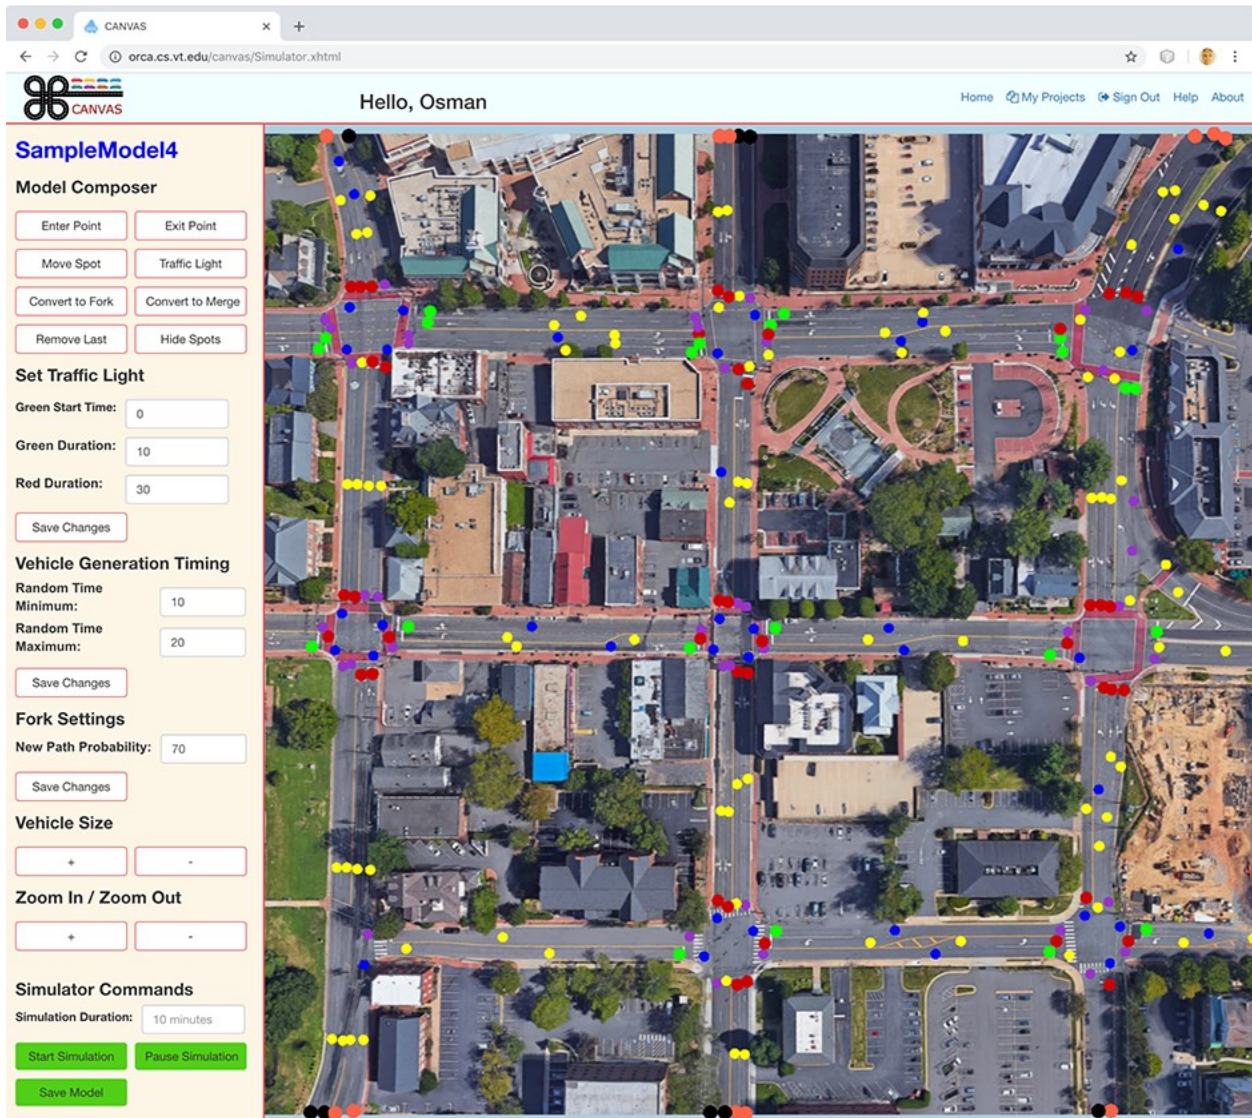 CANVAS
orca.cs.vt.edu/canvas/Simulator.xhtml
CANVAS
Hello, Osman
Home My Projects Sign Out Help About
SampleModel4
Model Composer
Enter Point Exit Point
Move Spot Traffic Light
Convert to Fork Convert to Merge
Remove Last Hide Spots
Set Traffic Light
Green Start Time: 0
Green Duration: 10
Red Duration: 30
Save Changes
Vehicle Generation Timing
Random Time
Minimum: 10
Random Time
Maximum: 20
Save Changes
Fork Settings
New Path Probability: 70
Save Changes
Vehicle Size
+ -
Zoom In / Zoom Out
+ -
Simulator Commands
Simulation Duration: 10 minutes
Start Simulation Pause Simulation
Save Model